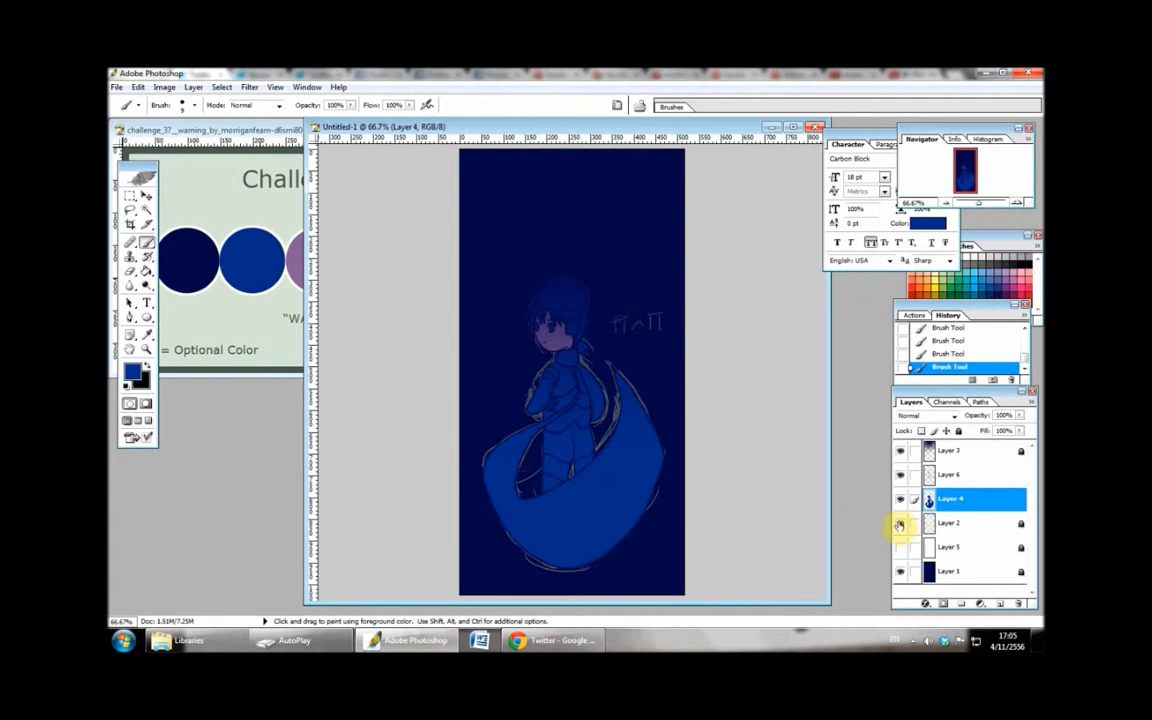 Adobe Photoshop
File Edit Image Layer Select Filter View Window Help
Brush: Mode: Normal Opacity: 100% Flow: 100%
Brushes
challenge_37__warning_by_morriganfearn-d6smi80
Untitled-1 @ 66.7% (Layer 4, RGB/8)
Challe
= Optional Color
ΠΛΠ
Character Paragr
Carbon Block
18 pt
Metrics
100%
0 pt Color:
English: USA Sharp
Navigator Info Histogram
66.67%
Actions History
Brush Tool
Brush Tool
Brush Tool
Brush Tool
Layers Channels Paths
Normal Opacity: 100%
Lock: Fill: 100%
Layer 3
Layer 6
Layer 4
Layer 2
Layer 5
Layer 1
66.67% Doc: 1.51M/7.25M Click and drag to paint using foreground color. Use Shift, Alt, and Ctrl for additional options.
Libraries AutoPlay Adobe Photoshop Twitter - Google ... EN 17:05
4/11/2556